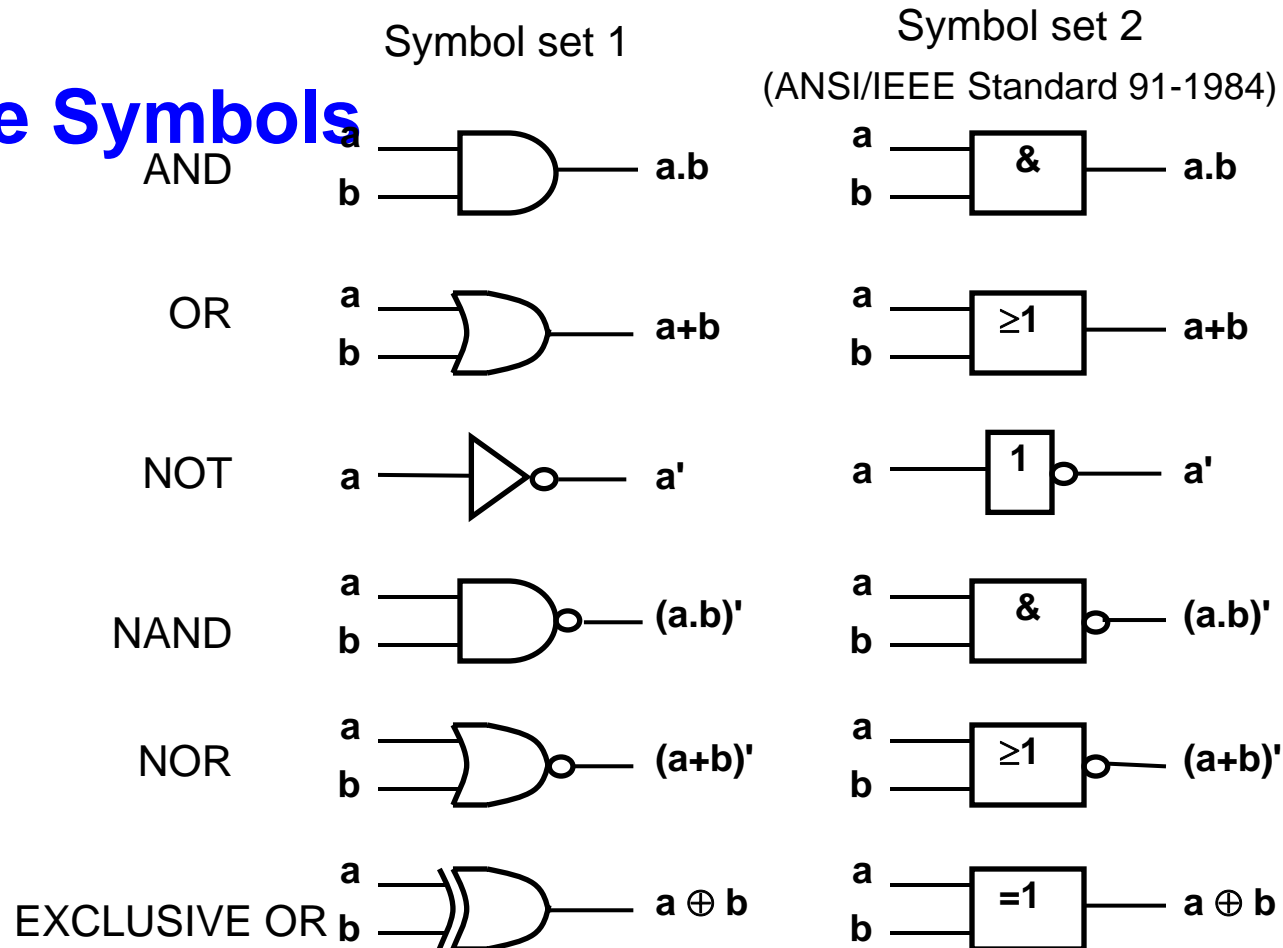 Symbol set 1
Symbol set 2
(ANSI/IEEE Standard 91-1984)
e Symbols
AND a b a.b a b & a.b
OR a b a+b a b ≥1 a+b
NOT a a' a 1 a'
NAND a b (a.b)' a b & (a.b)'
NOR a b (a+b)' a b ≥1 (a+b)'
EXCLUSIVE OR a b a ⊕ b a b =1 a ⊕ b